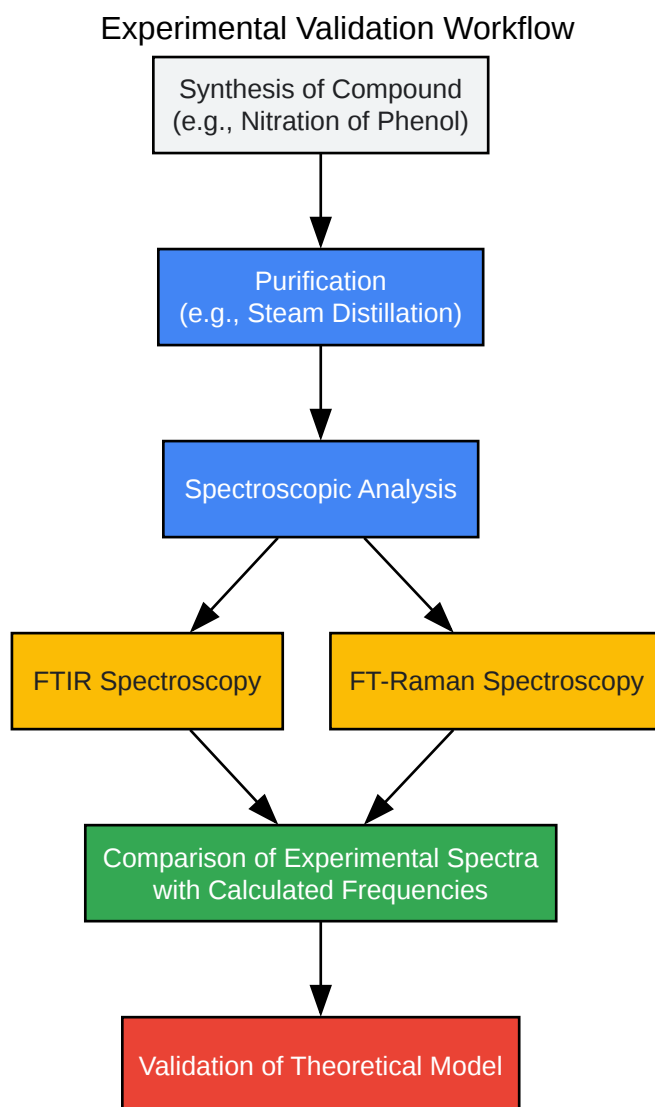 Experimental Validation Workflow
Synthesis of Compound
(e.g., Nitration of Phenol)
Purification
(e.g., Steam Distillation)
Spectroscopic Analysis
FTIR Spectroscopy
FT-Raman Spectroscopy
Comparison of Experimental Spectra
with Calculated Frequencies
Validation of Theoretical Model